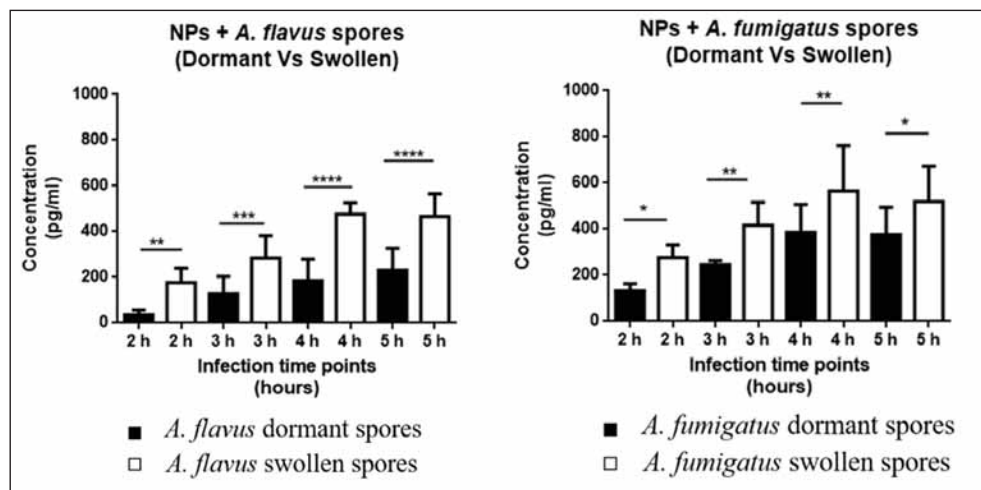 NPs + A. flavus spores
(Dormant Vs Swollen)
Concentration
(pg/ml)
1000
800
600
400
200
0
**
***
****
****
2 h 2 h 3 h 3 h 4 h 4 h 5 h 5 h
Infection time points
(hours)
A. flavus dormant spores
A. flavus swollen spores
NPs + A. fumigatus spores
(Dormant Vs Swollen)
Concentration
(pg/ml)
1000
800
600
400
200
0
*
**
**
*
2 h 2 h 3 h 3 h 4 h 4 h 5 h 5 h
Infection time points
(hours)
A. fumigatus dormant spores
A. fumigatus swollen spores